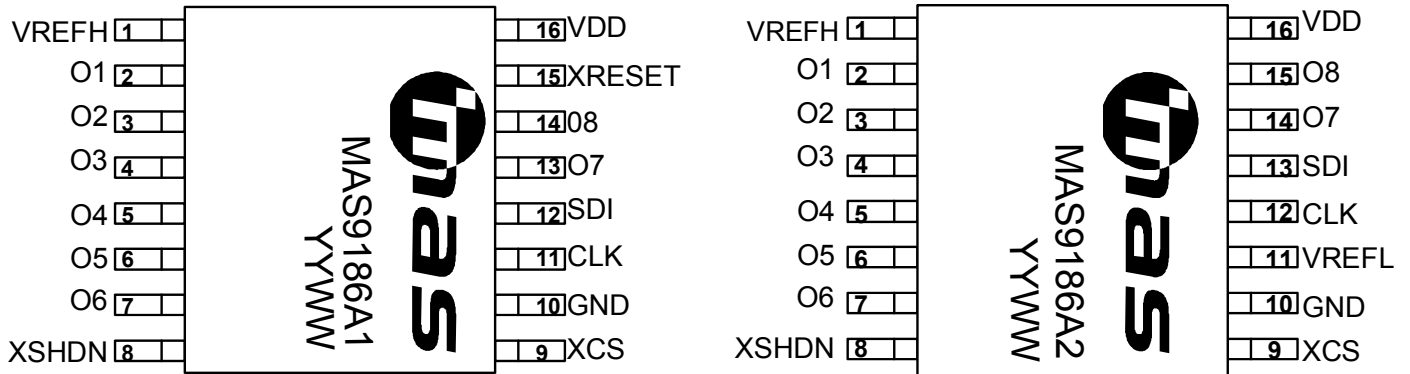 VREFH 1
O1 2
O2 3
O3 4
O4 5
O5 6
O6 7
XSHDN 8
16 VDD
15 XRESET
14 08
13 O7
12 SDI
11 CLK
10 GND
9 XCS
mas
MAS9186A1
YYWW
VREFH 1
O1 2
O2 3
O3 4
O4 5
O5 6
O6 7
XSHDN 8
16 VDD
15 O8
14 O7
13 SDI
12 CLK
11 VREFL
10 GND
9 XCS
mas
MAS9186A2
YYWW